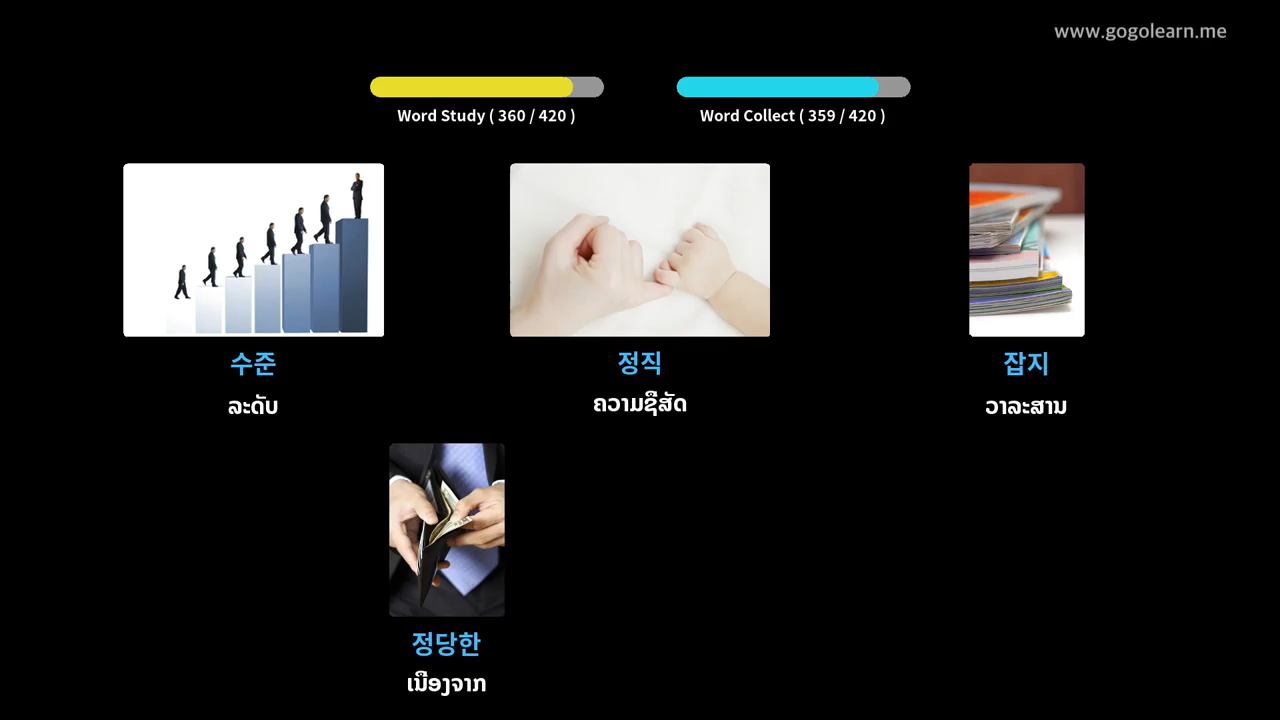 www.gogolearn.me
Word Study ( 360 / 420 )
Word Collect ( 359 / 420 )
수준
ລະດັບ
정직
ຄວາມຊື່ສັດ
잡지
ວາລະສານ
정당한
ເນື່ອງຈາກ